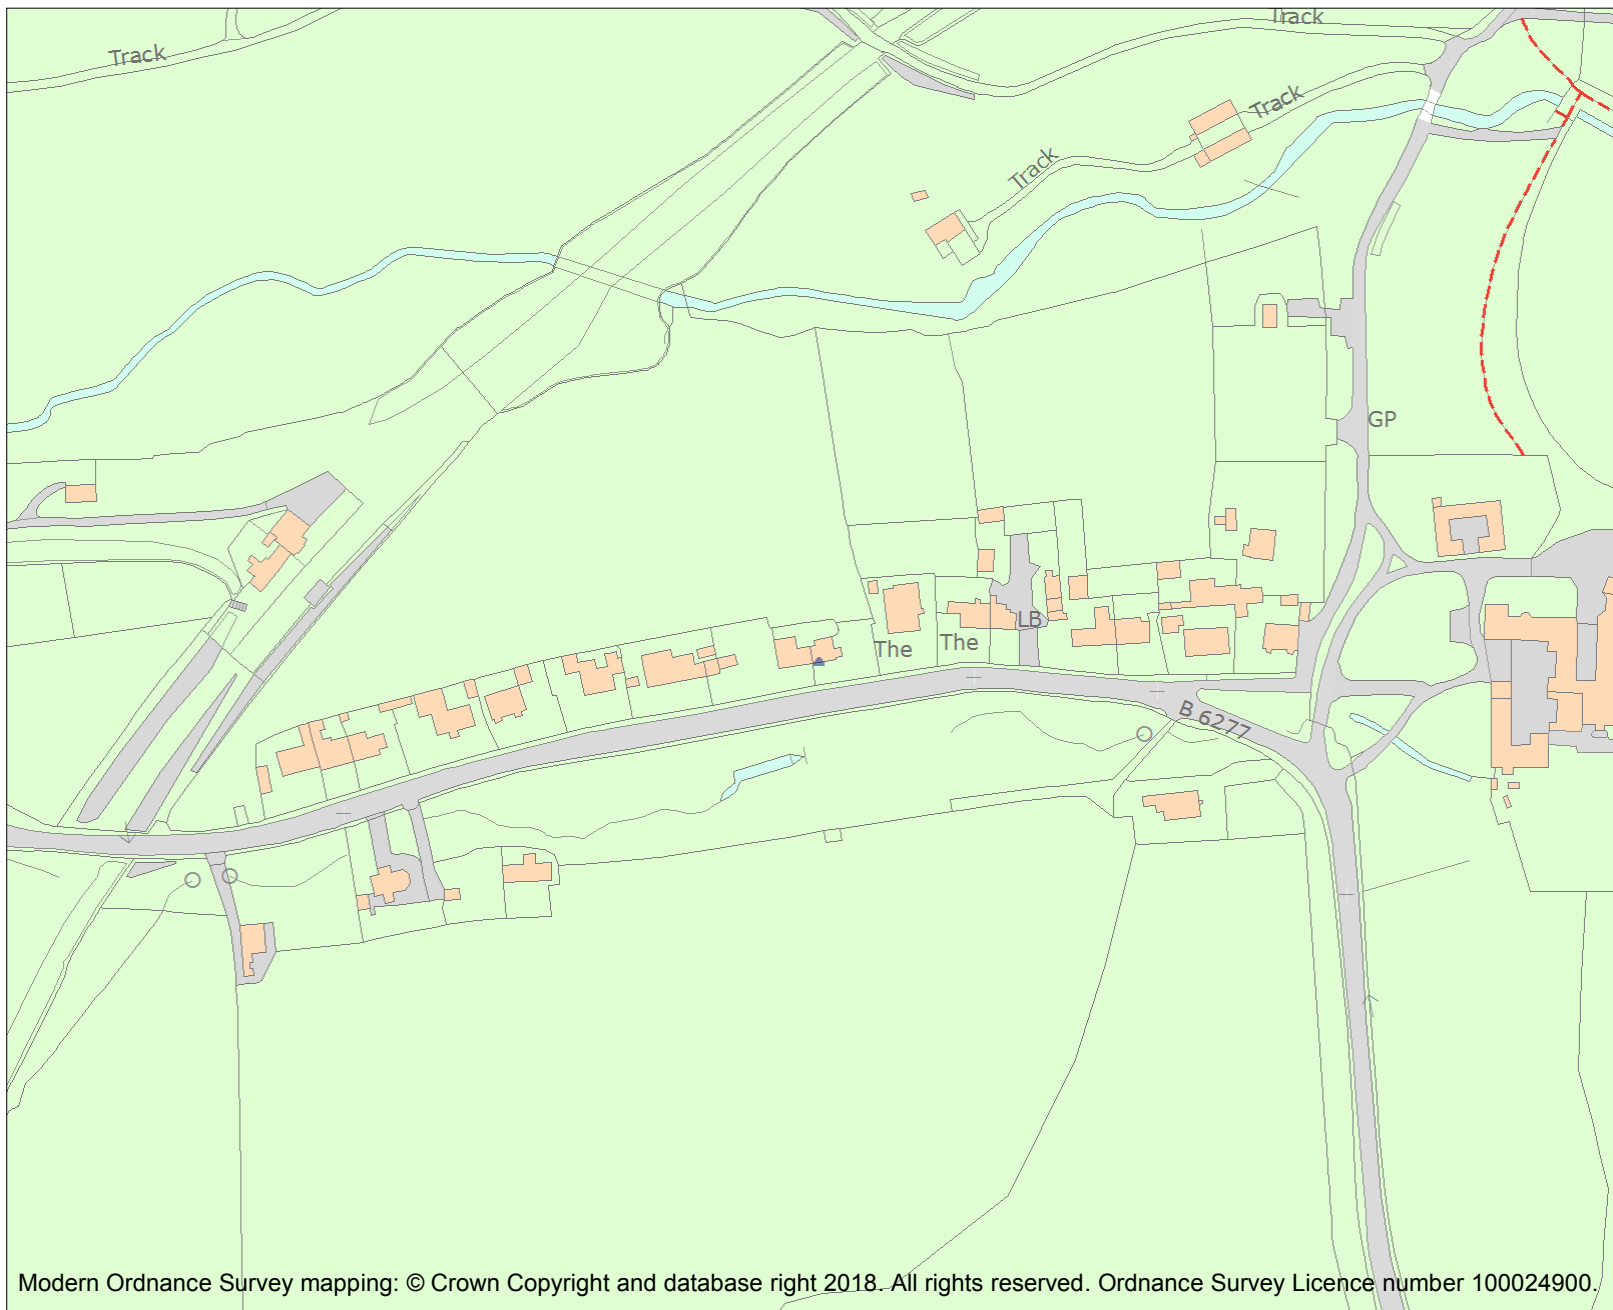 Track
Track
Track
Track
GP
LB
The
The
B 6277
Modern Ordnance Survey mapping: © Crown Copyright and database right 2018. All rights reserved. Ordnance Survey Licence number 100024900.